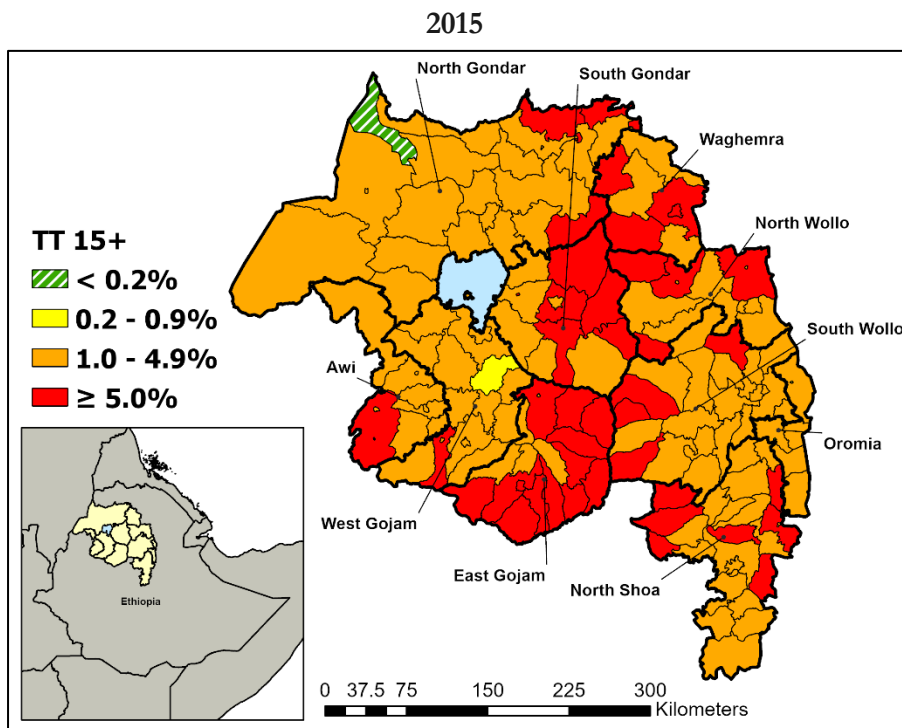 2015
North Gondar
South Gondar
Waghemra
North Wollo
South Wollo
TT 15+
< 0.2%
0.2 - 0.9%
1.0 - 4.9%
≥ 5.0%
Awi
Oromia
West Gojam
East Gojam
North Shoa
Ethiopia
0 37.5 75 150 225 300
Kilometers